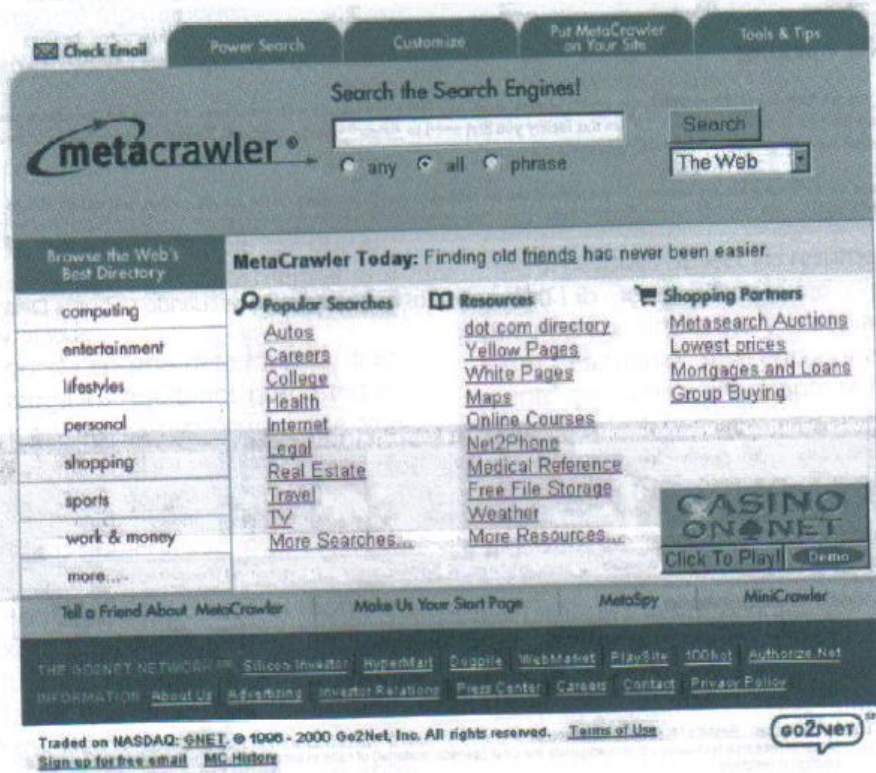 Check Email
Power Search
Customize
Put MetaCrawler
on Your Site
Tools & Tips
Search the Search Engines!
metacrawler ®
Search
any all phrase
The Web
Browse the Web's
Best Directory
computing
entertainment
lifestyles
personal
shopping
sports
work & money
more....
MetaCrawler Today: Finding old friends has never been easier.
Popular Searches
Autos
Careers
College
Health
Internet
Legal
Real Estate
Travel
TV
More Searches...
Resources
dot com directory
Yellow Pages
White Pages
Maps
Online Courses
Net2Phone
Medical Reference
Free File Storage
Weather
More Resources...
Shopping Partners
Metasearch Auctions
Lowest prices
Mortgages and Loans
Group Buying
CASINO
ON NET
Click To Play! Demo
Tell a Friend About MetaCrawler
Make Us Your Start Page
MetaSpy
MiniCrawler
THE GO2NET NETWORK SM Silicon Investor HyperMart Dogpile WebMarket PlaySite 100hot Authorize.Net
INFORMATION About Us Advertising Investor Relations Press Center Careers Contact Privacy Policy
Traded on NASDAQ: GNET. © 1996 - 2000 Go2Net, Inc. All rights reserved. Terms of Use
Sign up for free email MC History
Go2Net